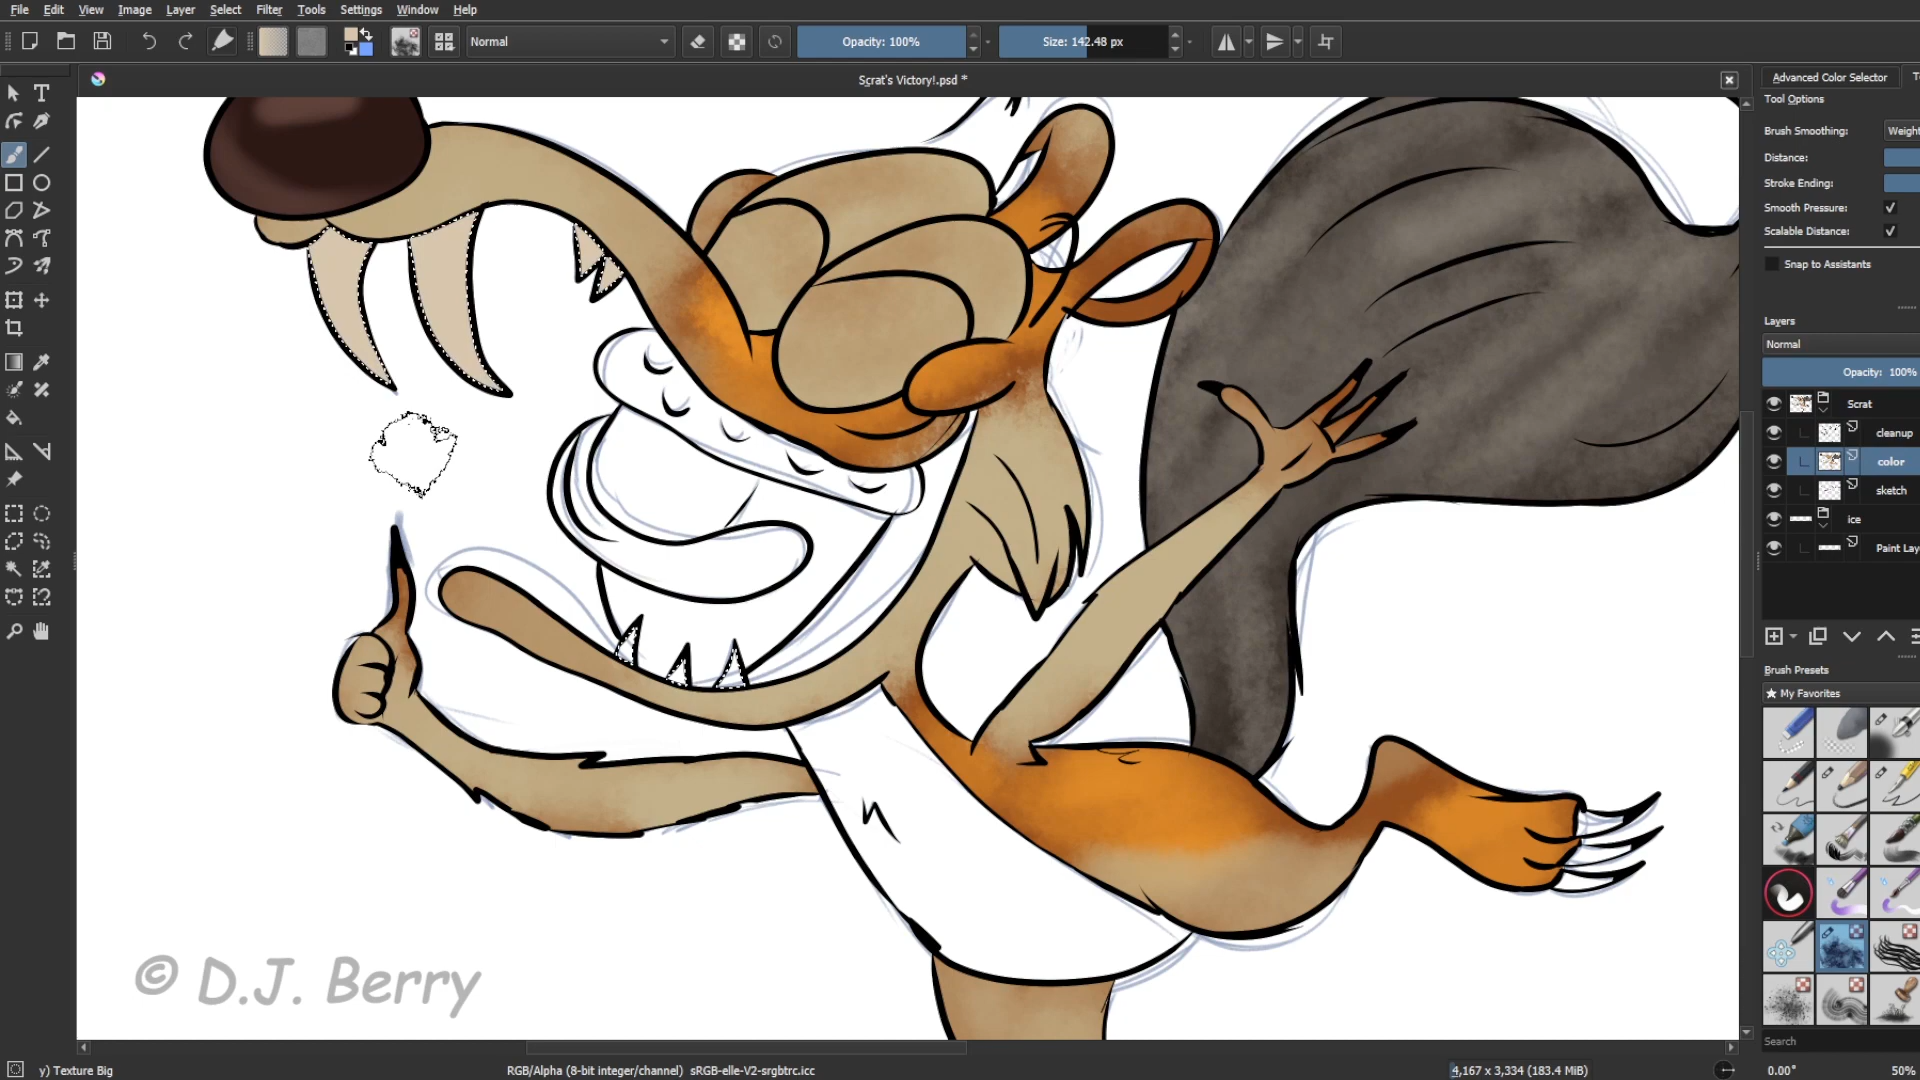 File Edit View Image Layer Select Filter Tools Settings Window Help
Normal Opacity: 100% Size: 142.48 px
Scrat's Victory!.psd *
Advanced Color Selector
Tool Options
Brush Smoothing: Weight
Distance:
Stroke Ending:
Smooth Pressure:
Scalable Distance:
Snap to Assistants
Layers
Normal
Opacity: 100%
Scrat
cleanup
color
sketch
ice
Paint Lay
Brush Presets
My Favorites
Search
© D.J. Berry
y) Texture Big RGB/Alpha (8-bit integer/channel) sRGB-elle-V2-srgbtrc.icc 4,167 x 3,334 (183.4 MiB) 0.00° 50%